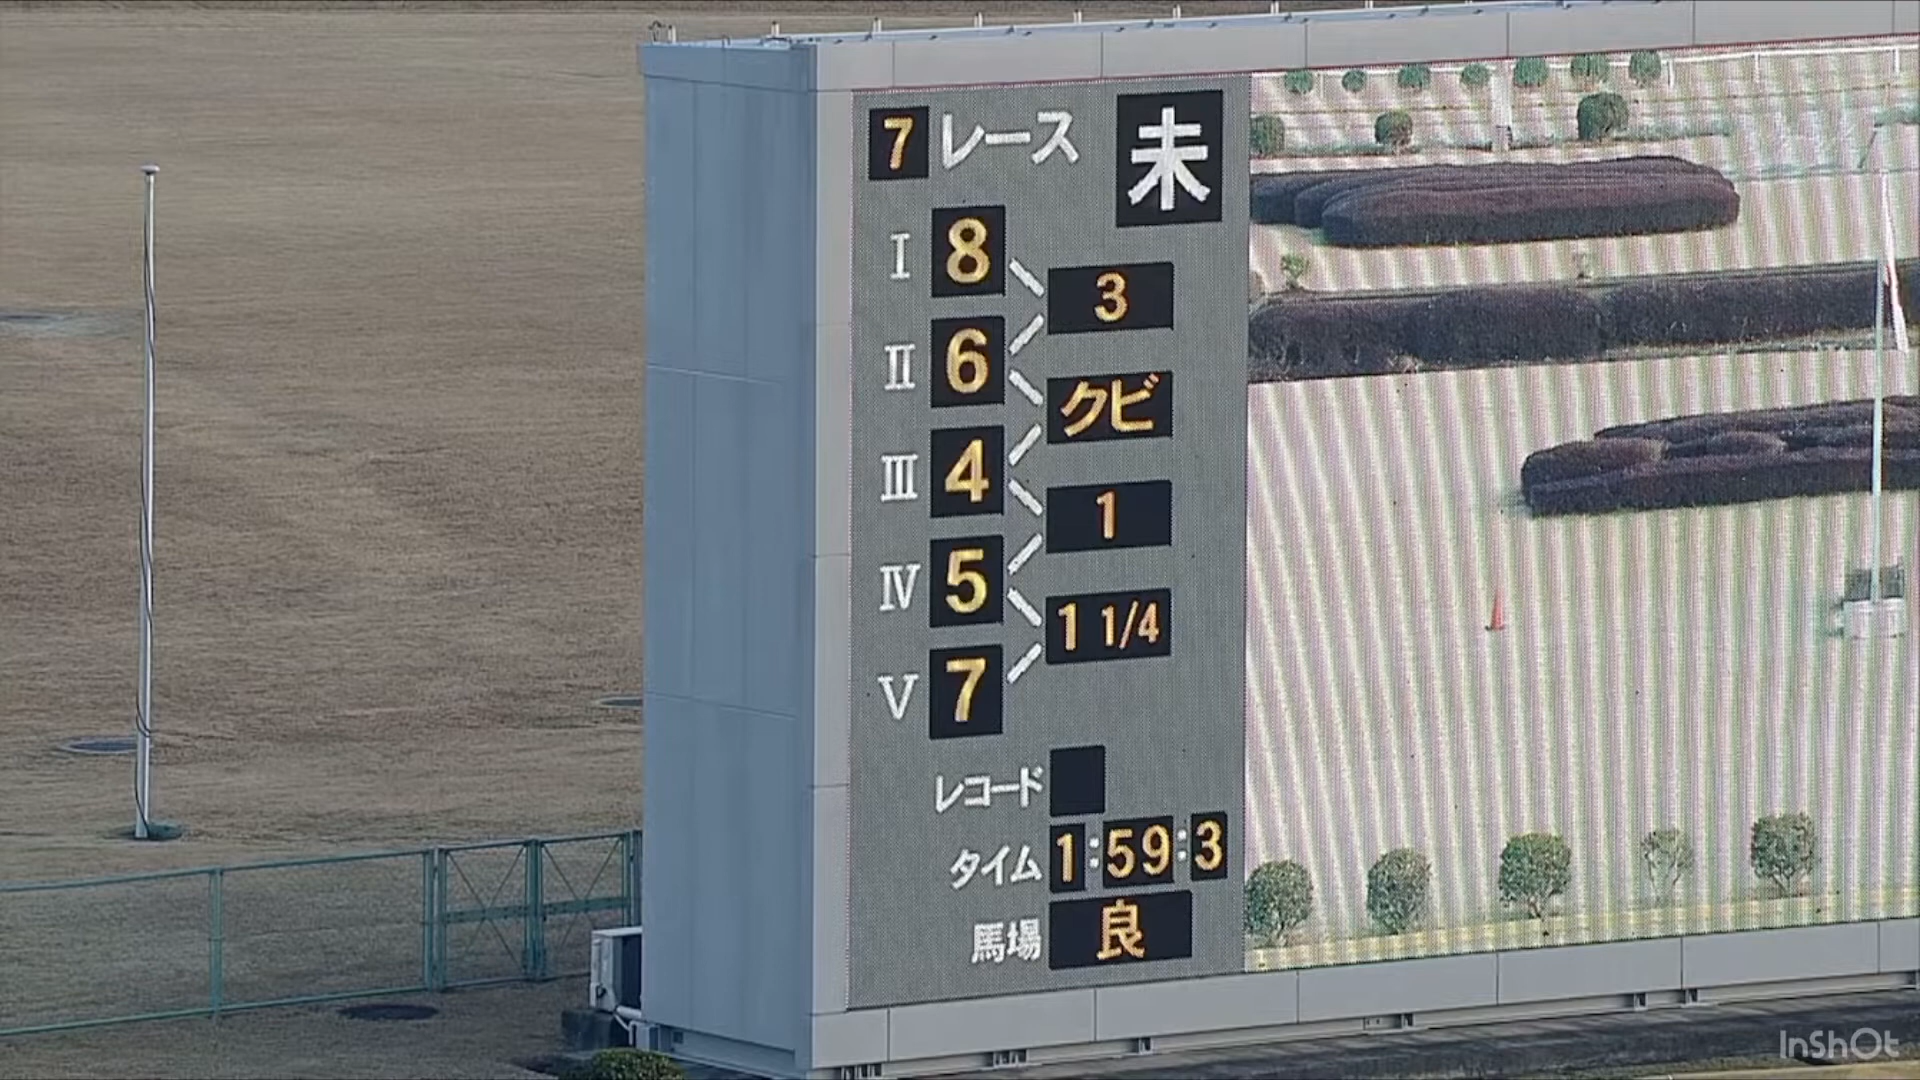 7 レース 未
I 8
3
II 6
クビ
III 4
1
IV 5
1 1/4
V 7
レコード
タイム 1:59:3
馬場 良
InShOt